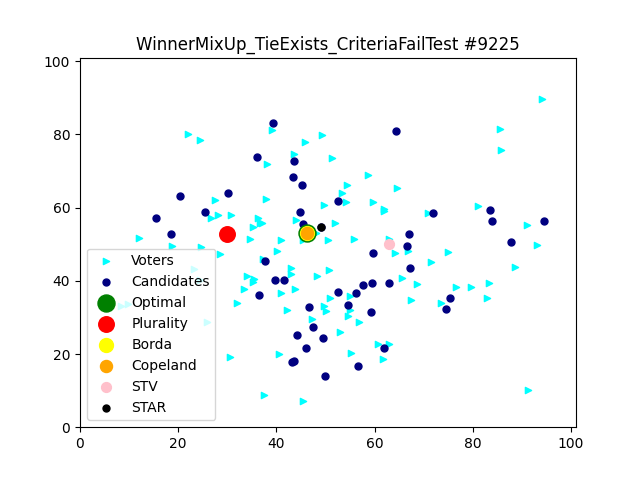 WinnerMixUp_TieExists_CriteriaFailTest #9225
100
80
60
40
20
0
Voters
Candidates
Optimal
Plurality
Borda
Copeland
STV
STAR
0 20 40 60 80 100